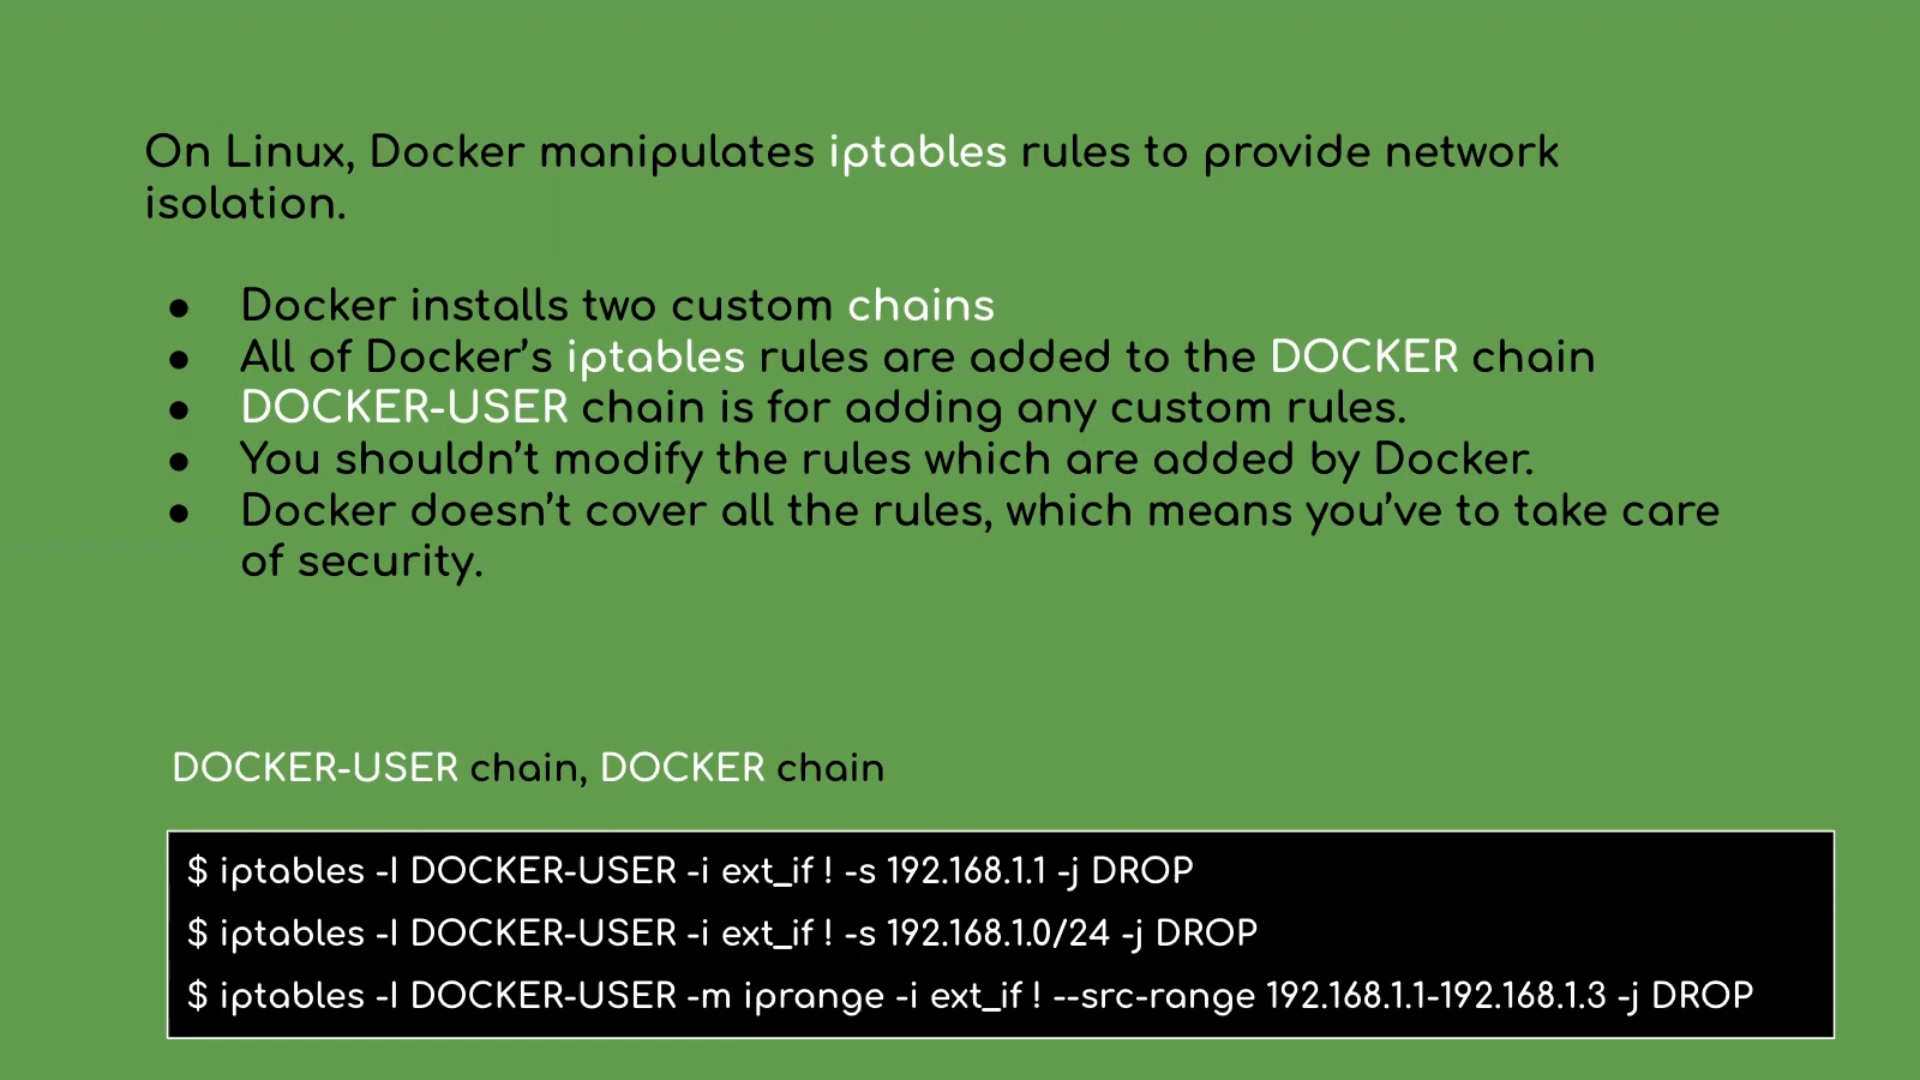 On Linux, Docker manipulates iptables rules to provide network
isolation.
● Docker installs two custom chains
● All of Docker’s iptables rules are added to the DOCKER chain
● DOCKER-USER chain is for adding any custom rules.
● You shouldn’t modify the rules which are added by Docker.
● Docker doesn’t cover all the rules, which means you’ve to take care
of security.
DOCKER-USER chain, DOCKER chain
$ iptables -I DOCKER-USER -i ext_if ! -s 192.168.1.1 -j DROP
$ iptables -I DOCKER-USER -i ext_if ! -s 192.168.1.0/24 -j DROP
$ iptables -I DOCKER-USER -m iprange -i ext_if ! --src-range 192.168.1.1-192.168.1.3 -j DROP